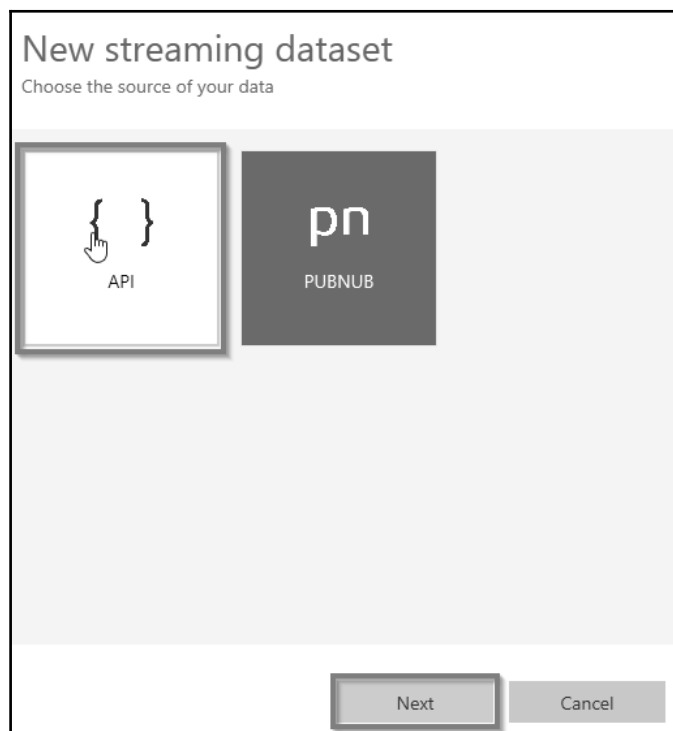 New streaming dataset
Choose the source of your data
{ }
pn
API
PUBNUB
Next
Cancel